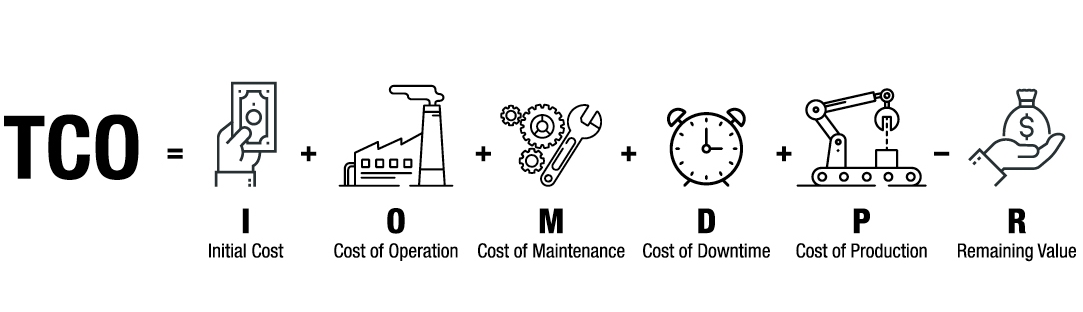 TCO = I + O + M + D + P - R
Initial Cost
Cost of Operation
Cost of Maintenance
Cost of Downtime
Cost of Production
$
Remaining Value